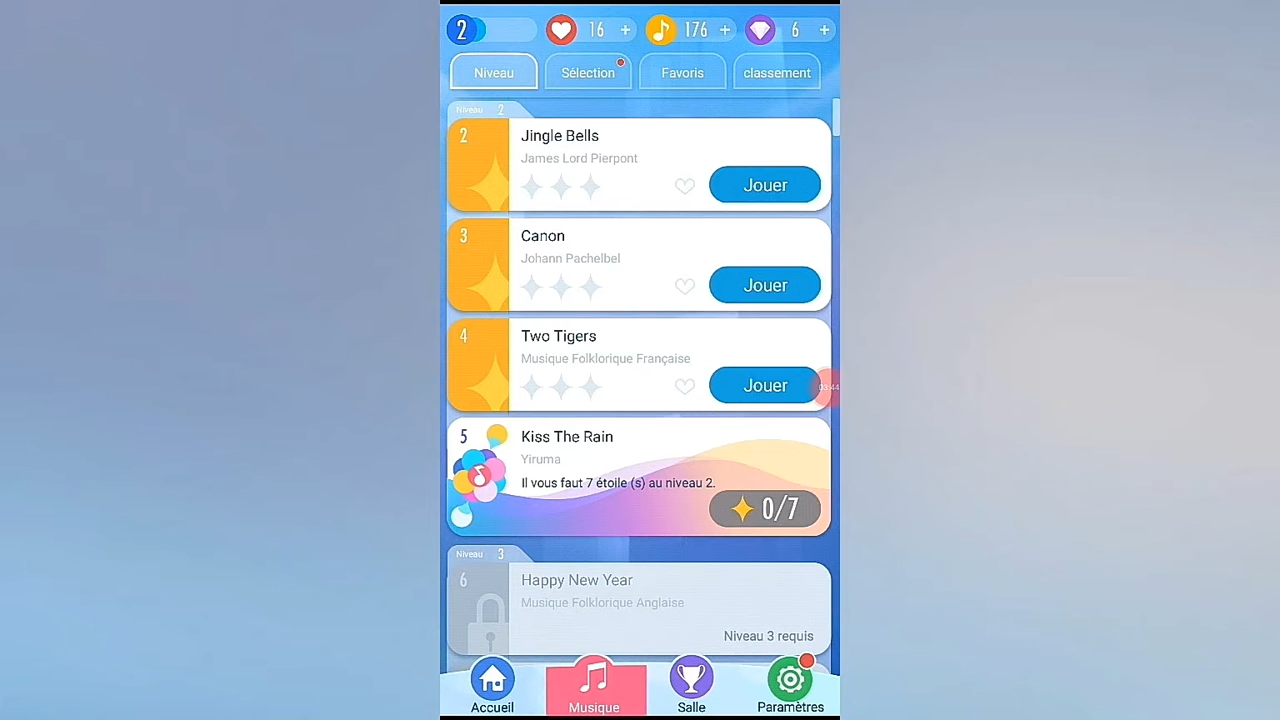 2 16 + 176 + 6 +
Niveau Sélection Favoris classement
Niveau 2
2 Jingle Bells
James Lord Pierpont
Jouer
3 Canon
Johann Pachelbel
Jouer
4 Two Tigers
Musique Folklorique Française
Jouer
03:44
5 Kiss The Rain
Yiruma
Il vous faut 7 étoile (s) au niveau 2.
0/7
Niveau 3
6 Happy New Year
Musique Folklorique Anglaise
Niveau 3 requis
Accueil Musique Salle Paramètres